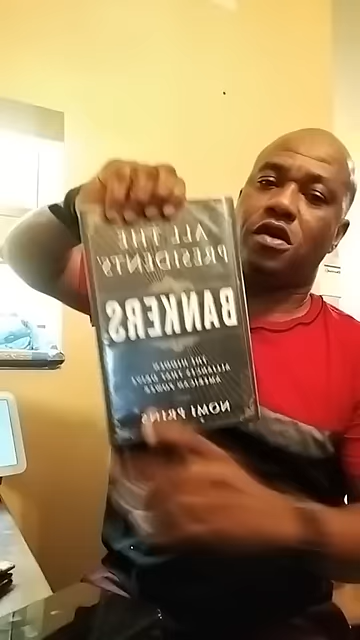 ALL THE
PRESIDENTS'
BANKERS
THE HIDDEN
ALLIANCES THAT DRIVE
AMERICAN POWER
NOMI PRINS